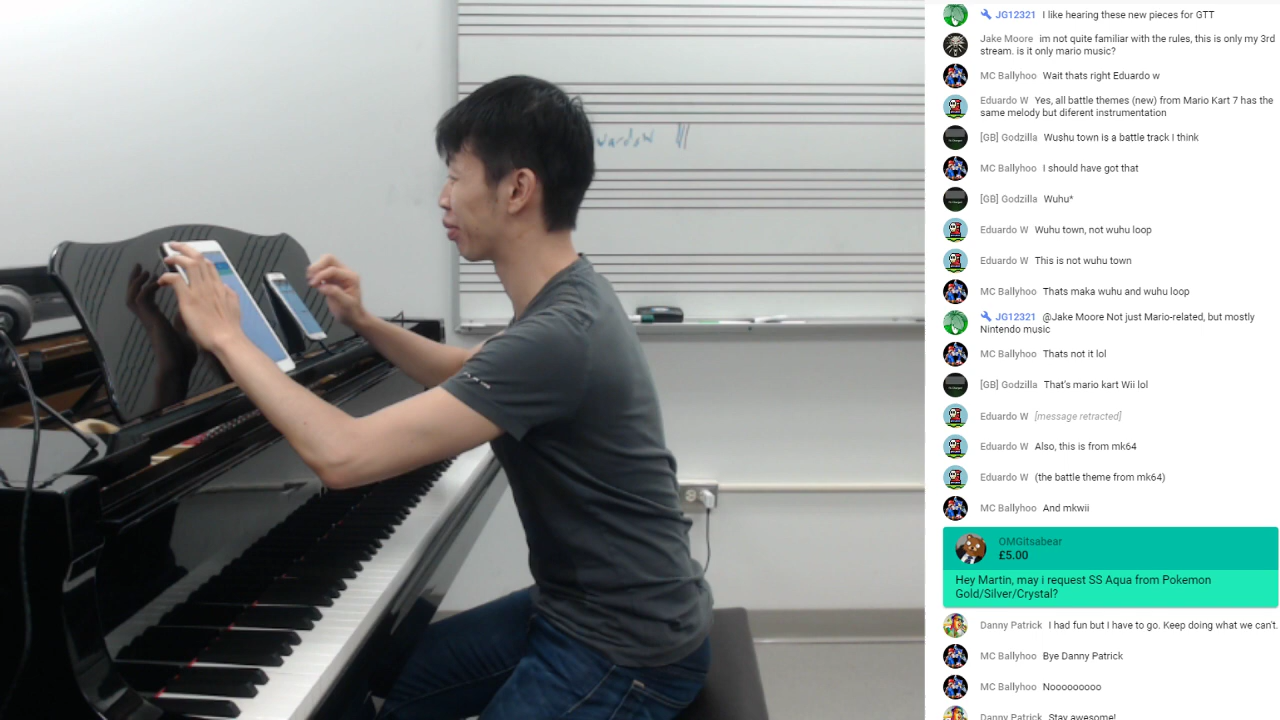 wardow
JG12321 I like hearing these new pieces for GTT
Jake Moore im not quite familiar with the rules, this is only my 3rd
stream. is it only mario music?
MC Ballyhoo Wait thats right Eduardo w
Eduardo W Yes, all battle themes (new) from Mario Kart 7 has the
same melody but diferent instrumentation
[GB] Godzilla Wushu town is a battle track I think
MC Ballyhoo I should have got that
[GB] Godzilla Wuhu*
Eduardo W Wuhu town, not wuhu loop
Eduardo W This is not wuhu town
MC Ballyhoo Thats maka wuhu and wuhu loop
JG12321 @Jake Moore Not just Mario-related, but mostly
Nintendo music
MC Ballyhoo Thats not it lol
[GB] Godzilla That's mario kart Wii lol
Eduardo W [message retracted]
Eduardo W Also, this is from mk64
Eduardo W (the battle theme from mk64)
MC Ballyhoo And mkwii
OMGitsabear
£5.00
Hey Martin, may i request SS Aqua from Pokemon
Gold/Silver/Crystal?
Danny Patrick I had fun but I have to go. Keep doing what we can't.
MC Ballyhoo Bye Danny Patrick
MC Ballyhoo Nooooooooo
Danny Patrick Stay awesome!